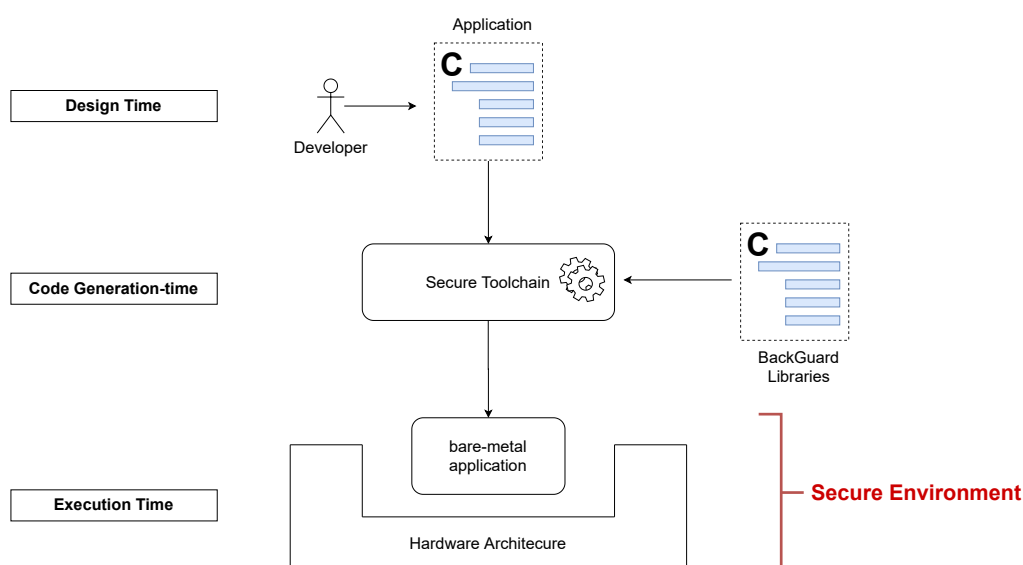 Application
C
Design Time
Developer
C
Code Generation-time
Secure Toolchain
BackGuard
Libraries
bare-metal
application
Execution Time
Secure Environment
Hardware Architecure